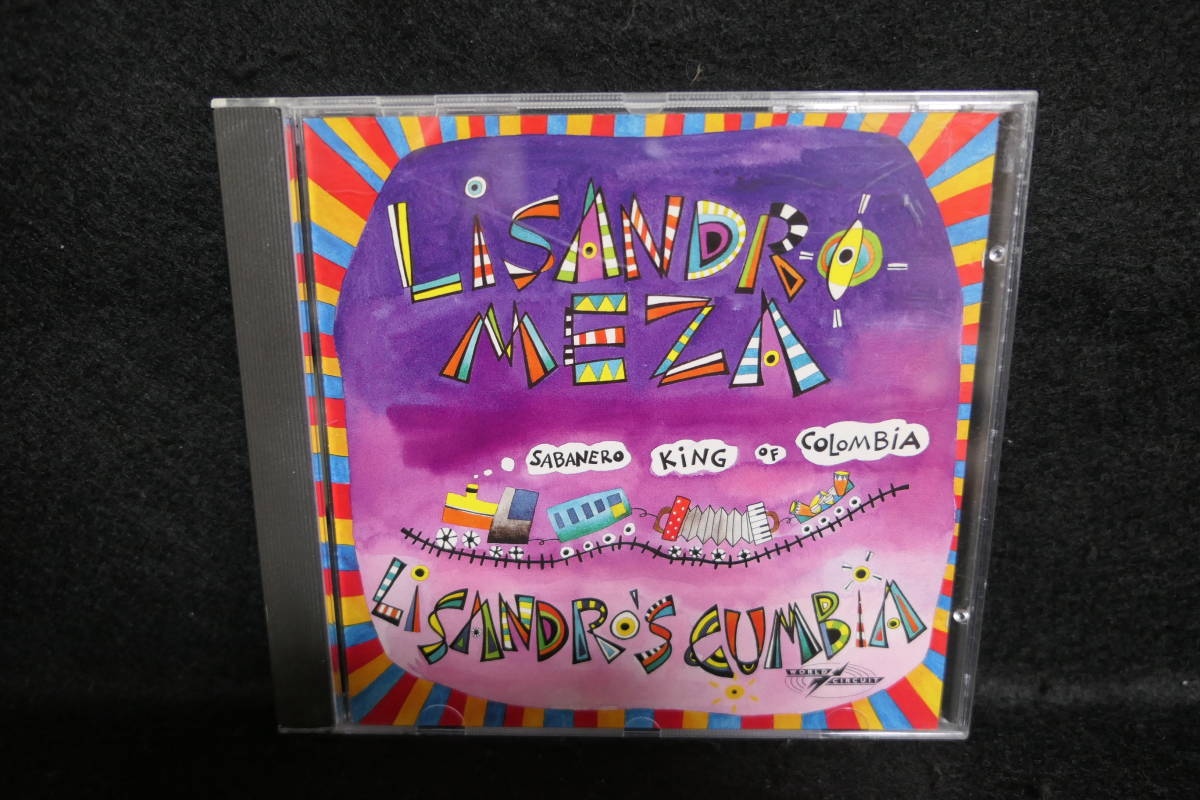 LiSANDRO
MEZA
SABANERO KiNG OF COLOMBiA
LiSANDRO'S CUMBiA
WORLD CIRCUIT